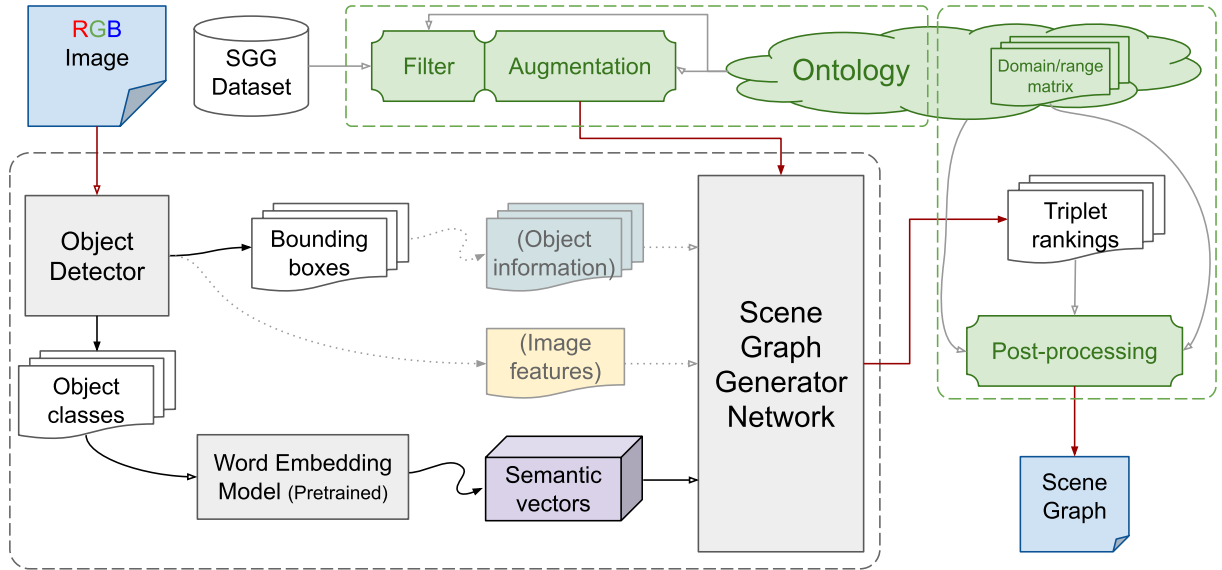 RGB
Image
SGG
Dataset
Filter
Augmentation
Ontology
Domain/range
matrix
Object
Detector
Bounding
boxes
(Object
information)
(Image
features)
Object
classes
Word Embedding
Model (Pretrained)
Semantic
vectors
Scene
Graph
Generator
Network
Triplet
rankings
Post-processing
Scene
Graph